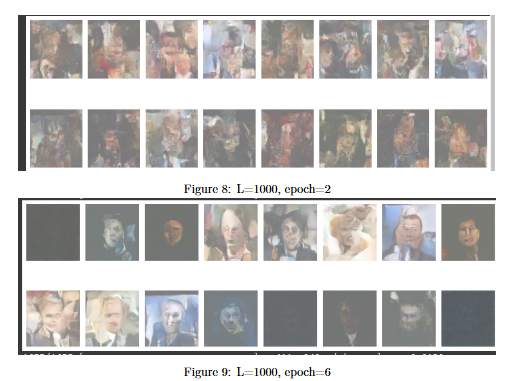 Figure 8: L=1000, epoch=2
Figure 9: L=1000, epoch=6